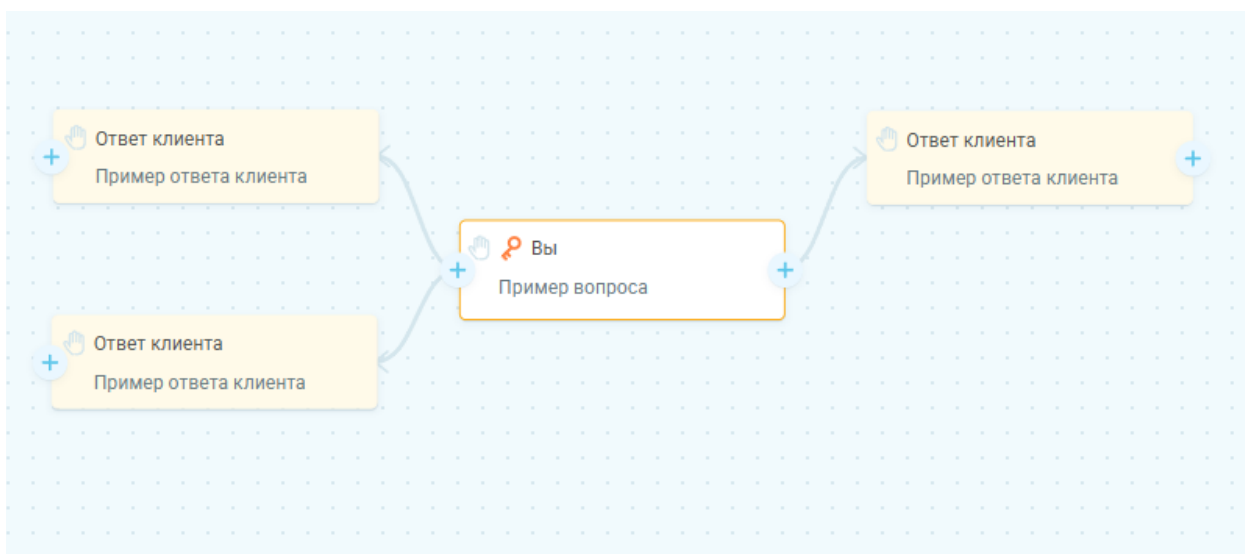 Ответ клиента
Пример ответа клиента
Ответ клиента
Пример ответа клиента
Вы
Пример вопроса
Ответ клиента
Пример ответа клиента